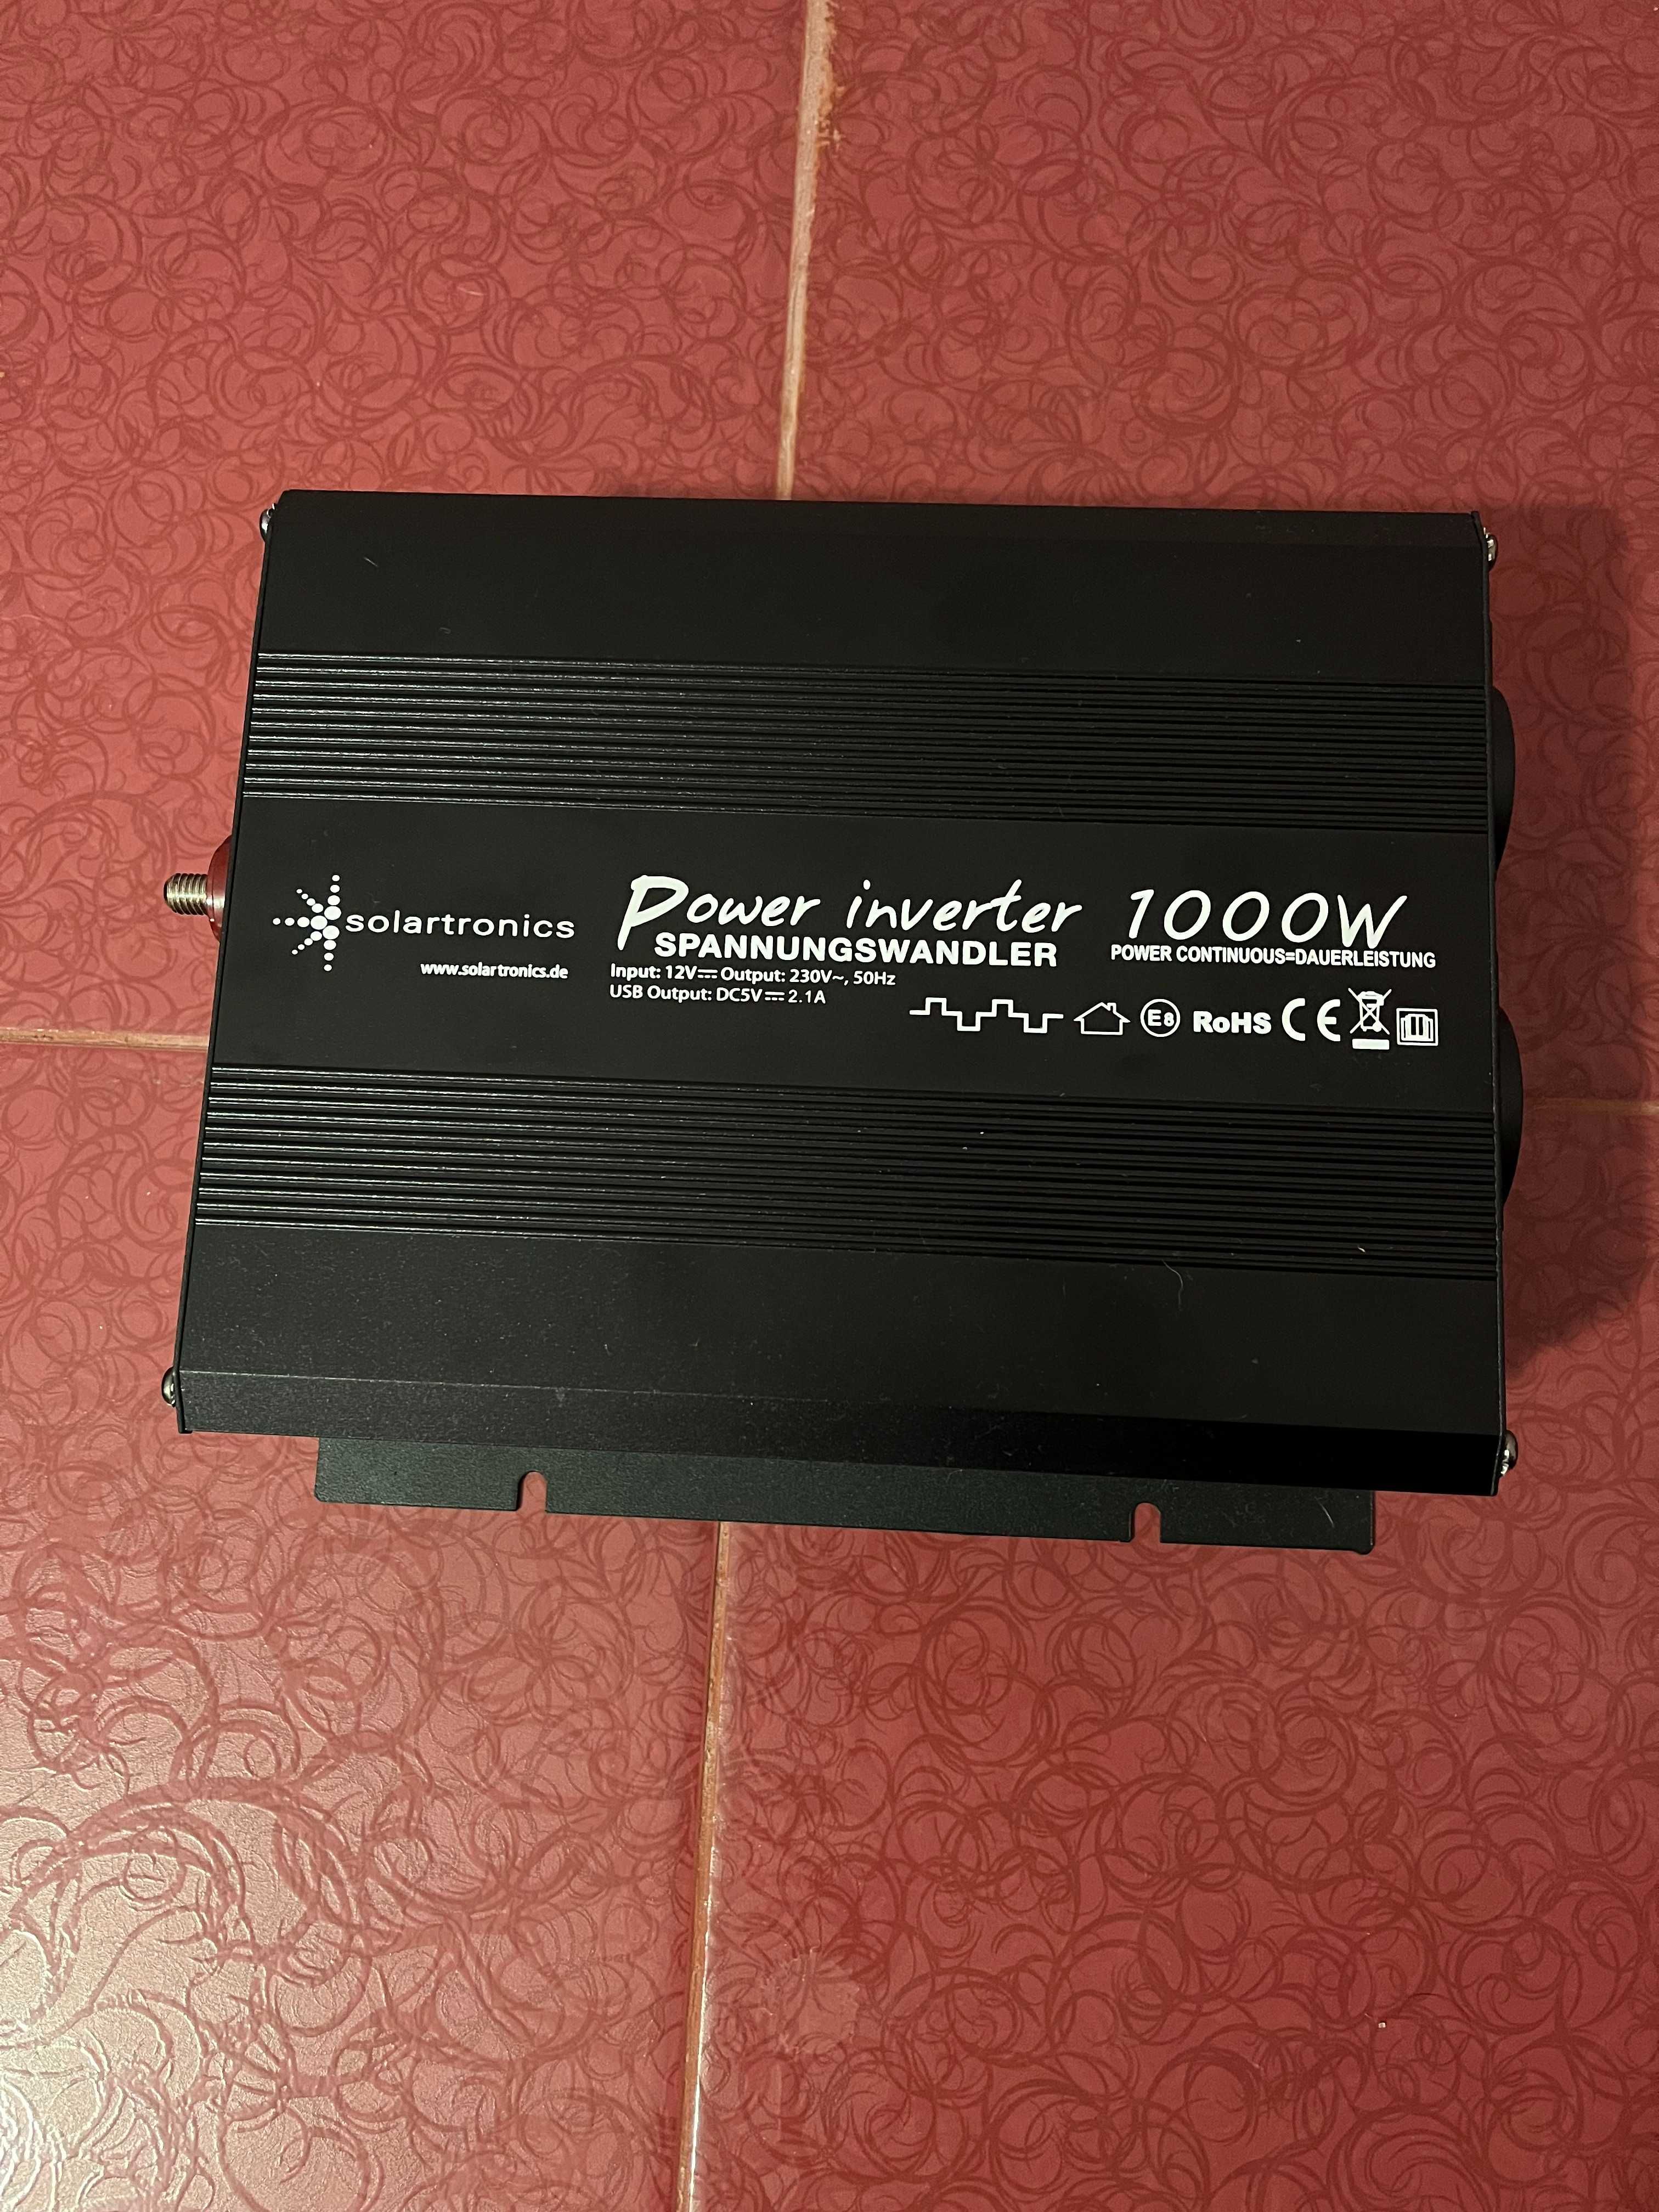 solartronics
www.solartronics.de
Power inverter 1000W
SPANNUNGSWANDLER
POWER CONTINUOUS=DAUERLEISTUNG
Input: 12V⎓ Output: 230V~, 50Hz
USB Output: DC5V⎓ 2.1A
E8 RoHS CE